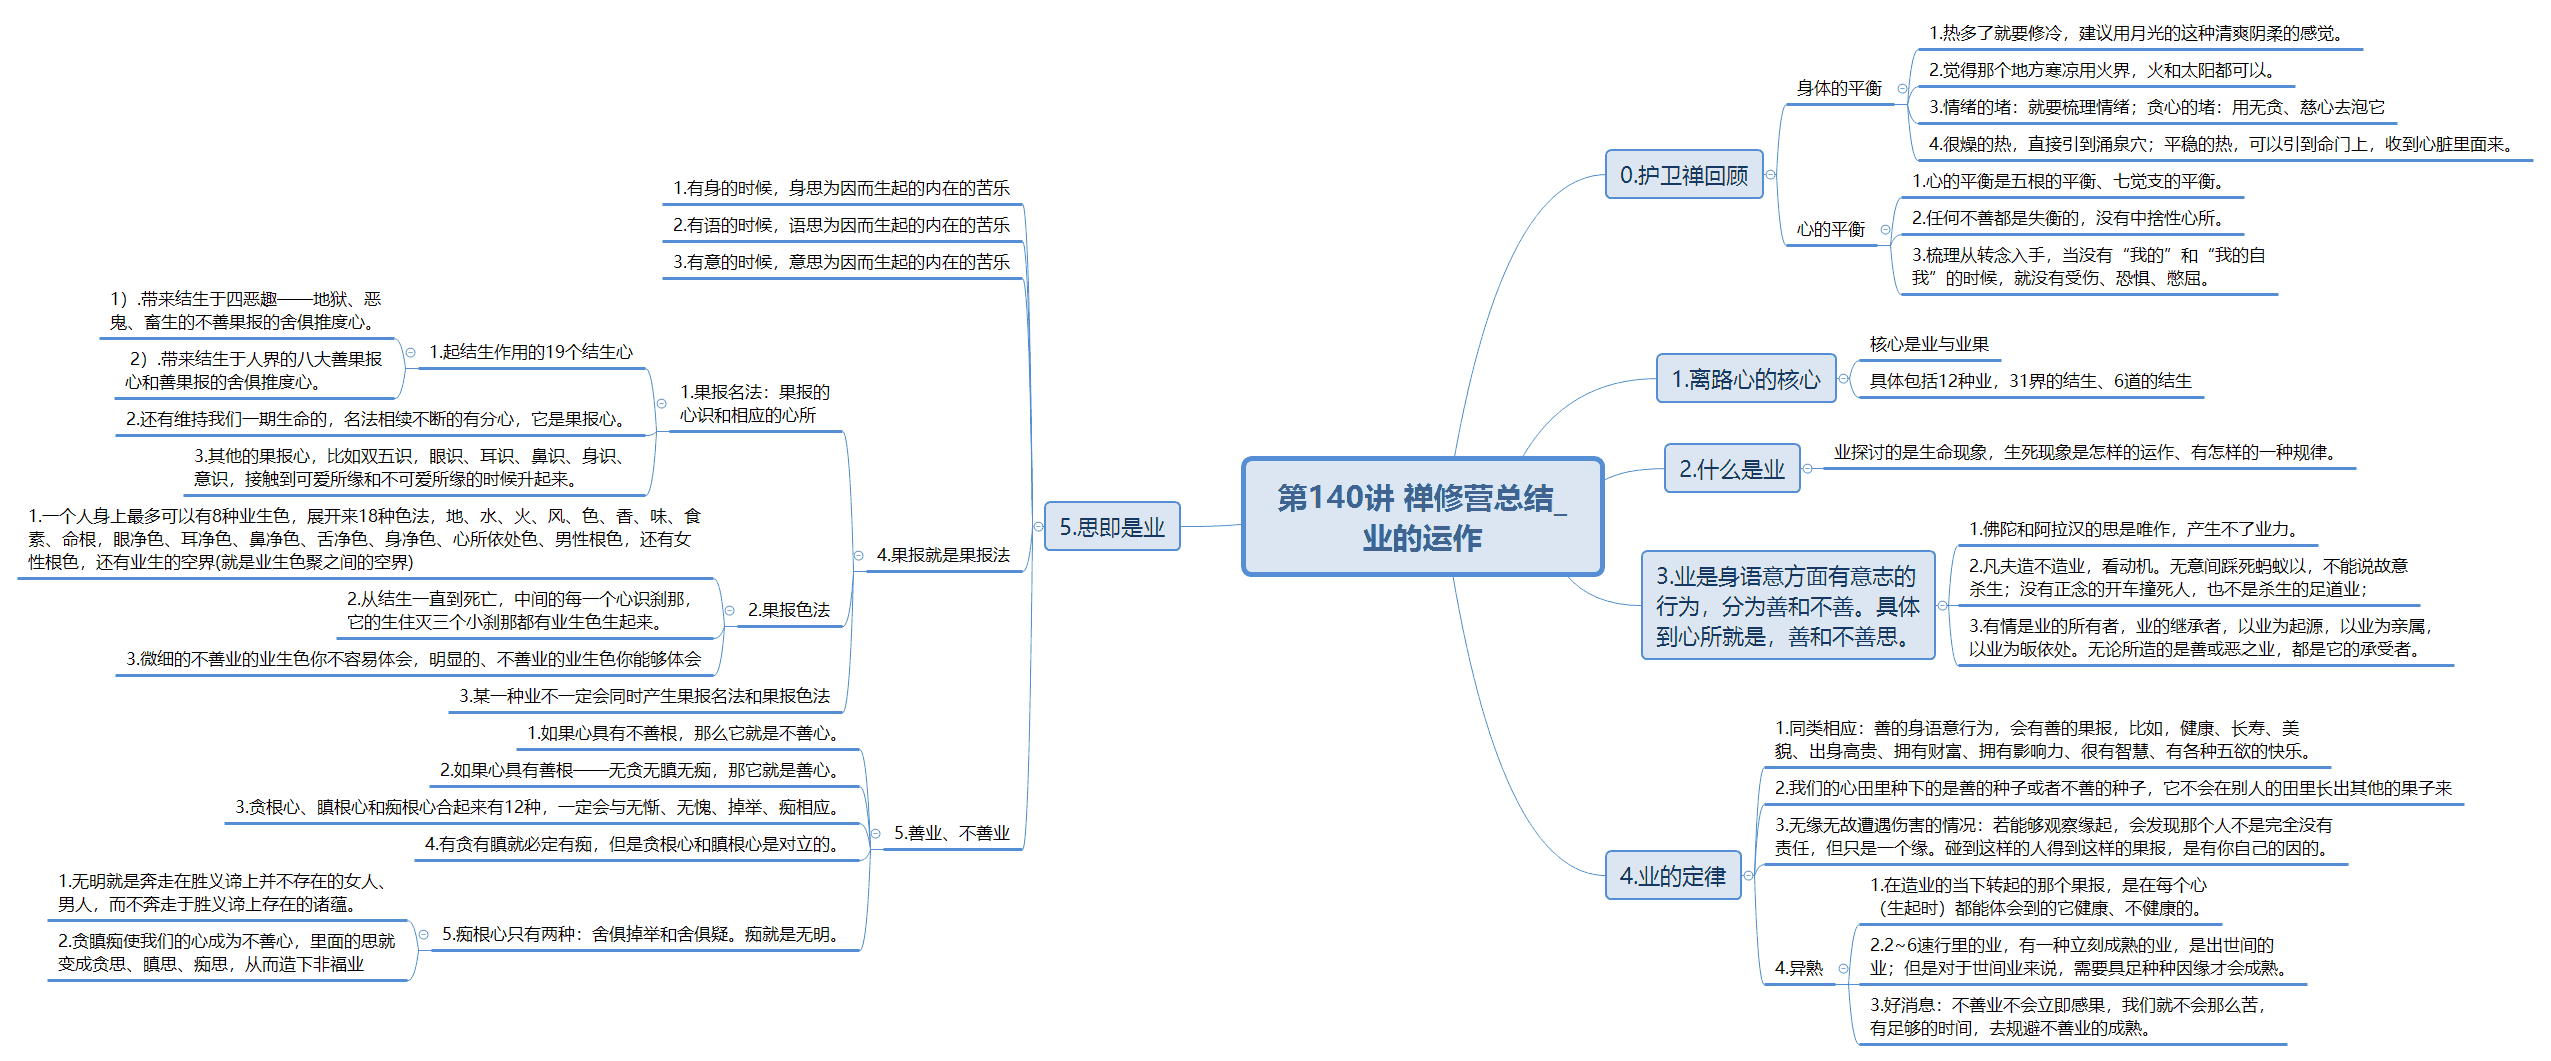 第140讲 禅修营总结_
业的运作
0.护卫禅回顾
身体的平衡
1.热多了就要修冷，建议用月光的这种清爽阴柔的感觉。
2.觉得那个地方寒凉用火界，火和太阳都可以。
3.情绪的堵：就要梳理情绪；贪心的堵：用无贪、慈心去泡它
4.很燥的热，直接引到涌泉穴；平稳的热，可以引到命门上，收到心脏里面来。
心的平衡
1.心的平衡是五根的平衡、七觉支的平衡。
2.任何不善都是失衡的，没有中捨性心所。
3.梳理从转念入手，当没有“我的”和“我的自
我”的时候，就没有受伤、恐惧、憋屈。
1.离路心的核心
核心是业与业果
具体包括12种业，31界的结生、6道的结生
2.什么是业
业探讨的是生命现象，生死现象是怎样的运作、有怎样的一种规律。
3.业是身语意方面有意志的
行为，分为善和不善。具体
到心所就是，善和不善思。
1.佛陀和阿拉汉的思是唯作，产生不了业力。
2.凡夫造不造业，看动机。无意间踩死蚂蚁以，不能说故意
杀生；没有正念的开车撞死人，也不是杀生的足道业；
3.有情是业的所有者，业的继承者，以业为起源，以业为亲属，
以业为皈依处。无论所造的是善或恶之业，都是它的承受者。
4.业的定律
1.同类相应：善的身语意行为，会有善的果报，比如，健康、长寿、美
貌、出身高贵、拥有财富、拥有影响力、很有智慧、有各种五欲的快乐。
2.我们的心田里种下的是善的种子或者不善的种子，它不会在别人的田里长出其他的果子来
3.无缘无故遭遇伤害的情况：若能够观察缘起，会发现那个人不是完全没有
责任，但只是一个缘。碰到这样的人得到这样的果报，是有你自己的因的。
4.异熟
1.在造业的当下转起的那个果报，是在每个心
（生起时）都能体会到的它健康、不健康的。
2.2~6速行里的业，有一种立刻成熟的业，是出世间的
业；但是对于世间业来说，需要具足种种因缘才会成熟。
3.好消息：不善业不会立即感果，我们就不会那么苦，
有足够的时间，去规避不善业的成熟。
5.思即是业
1.有身的时候，身思为因而生起的内在的苦乐
2.有语的时候，语思为因而生起的内在的苦乐
3.有意的时候，意思为因而生起的内在的苦乐
4.果报就是果报法
1.果报名法：果报的
心识和相应的心所
1.起结生作用的19个结生心
1）.带来结生于四恶趣——地狱、恶
鬼、畜生的不善果报的舍俱推度心。
2）.带来结生于人界的八大善果报
心和善果报的舍俱推度心。
2.还有维持我们一期生命的，名法相续不断的有分心，它是果报心。
3.其他的果报心，比如双五识，眼识、耳识、鼻识、身识、
意识，接触到可爱所缘和不可爱所缘的时候升起来。
2.果报色法
1.一个人身上最多可以有8种业生色，展开来18种色法，地、水、火、风、色、香、味、食
素、命根，眼净色、耳净色、鼻净色、舌净色、身净色、心所依处色、男性根色，还有女
性根色，还有业生的空界(就是业生色聚之间的空界)
2.从结生一直到死亡，中间的每一个心识刹那，
它的生住灭三个小刹那都有业生色生起来。
3.微细的不善业的业生色你不容易体会，明显的、不善业的业生色你能够体会
3.某一种业不一定会同时产生果报名法和果报色法
5.善业、不善业
1.如果心具有不善根，那么它就是不善心。
2.如果心具有善根——无贪无瞋无痴，那它就是善心。
3.贪根心、瞋根心和痴根心合起来有12种，一定会与无惭、无愧、掉举、痴相应。
4.有贪有瞋就必定有痴，但是贪根心和瞋根心是对立的。
5.痴根心只有两种：舍俱掉举和舍俱疑。痴就是无明。
1.无明就是奔走在胜义谛上并不存在的女人、
男人，而不奔走于胜义谛上存在的诸蕴。
2.贪瞋痴使我们的心成为不善心，里面的思就
变成贪思、瞋思、痴思，从而造下非福业